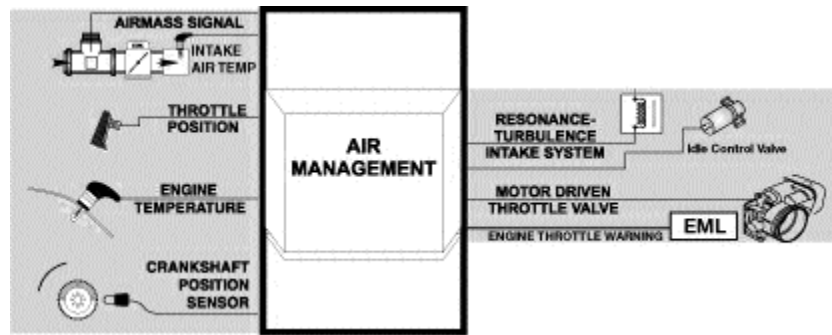 AIRMASS SIGNAL
EML
INTAKE
AIR TEMP
THROTTLE
POSITION
ENGINE
TEMPERATURE
CRANKSHAFT
POSITION
SENSOR
AIR
MANAGEMENT
RESONANCE-
TURBULENCE
INTAKE SYSTEM
Idle Control Valve
MOTOR DRIVEN
THROTTLE VALVE
ENGINE THROTTLE WARNING
EML